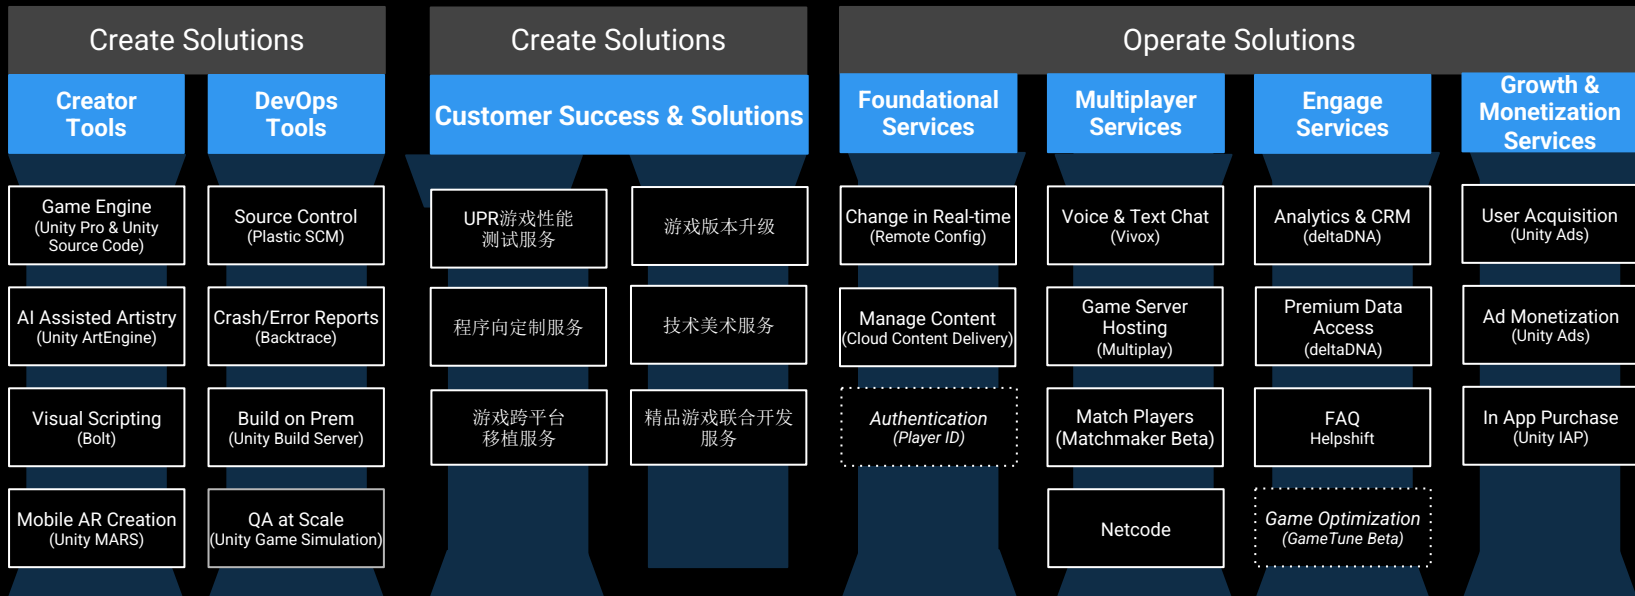 Create Solutions
Creator
Tools
DevOps
Tools
Game Engine
(Unity Pro & Unity
Source Code)
Source Control
(Plastic SCM)
AI Assisted Artistry
(Unity ArtEngine)
Crash/Error Reports
(Backtrace)
Visual Scripting
(Bolt)
Build on Prem
(Unity Build Server)
Mobile AR Creation
(Unity MARS)
QA at Scale
(Unity Game Simulation)
Create Solutions
Customer Success & Solutions
UPR游戏性能
测试服务
游戏版本升级
程序向定制服务
技术美术服务
游戏跨平台
移植服务
精品游戏联合开发
服务
Operate Solutions
Foundational
Services
Multiplayer
Services
Engage
Services
Growth &
Monetization
Services
Change in Real-time
(Remote Config)
Voice & Text Chat
(Vivox)
Analytics & CRM
(deltaDNA)
User Acquisition
(Unity Ads)
Manage Content
(Cloud Content Delivery)
Game Server
Hosting
(Multiplay)
Premium Data
Access
(deltaDNA)
Ad Monetization
(Unity Ads)
Authentication
(Player ID)
Match Players
(Matchmaker Beta)
FAQ
Helpshift
In App Purchase
(Unity IAP)
Netcode
Game Optimization
(GameTune Beta)